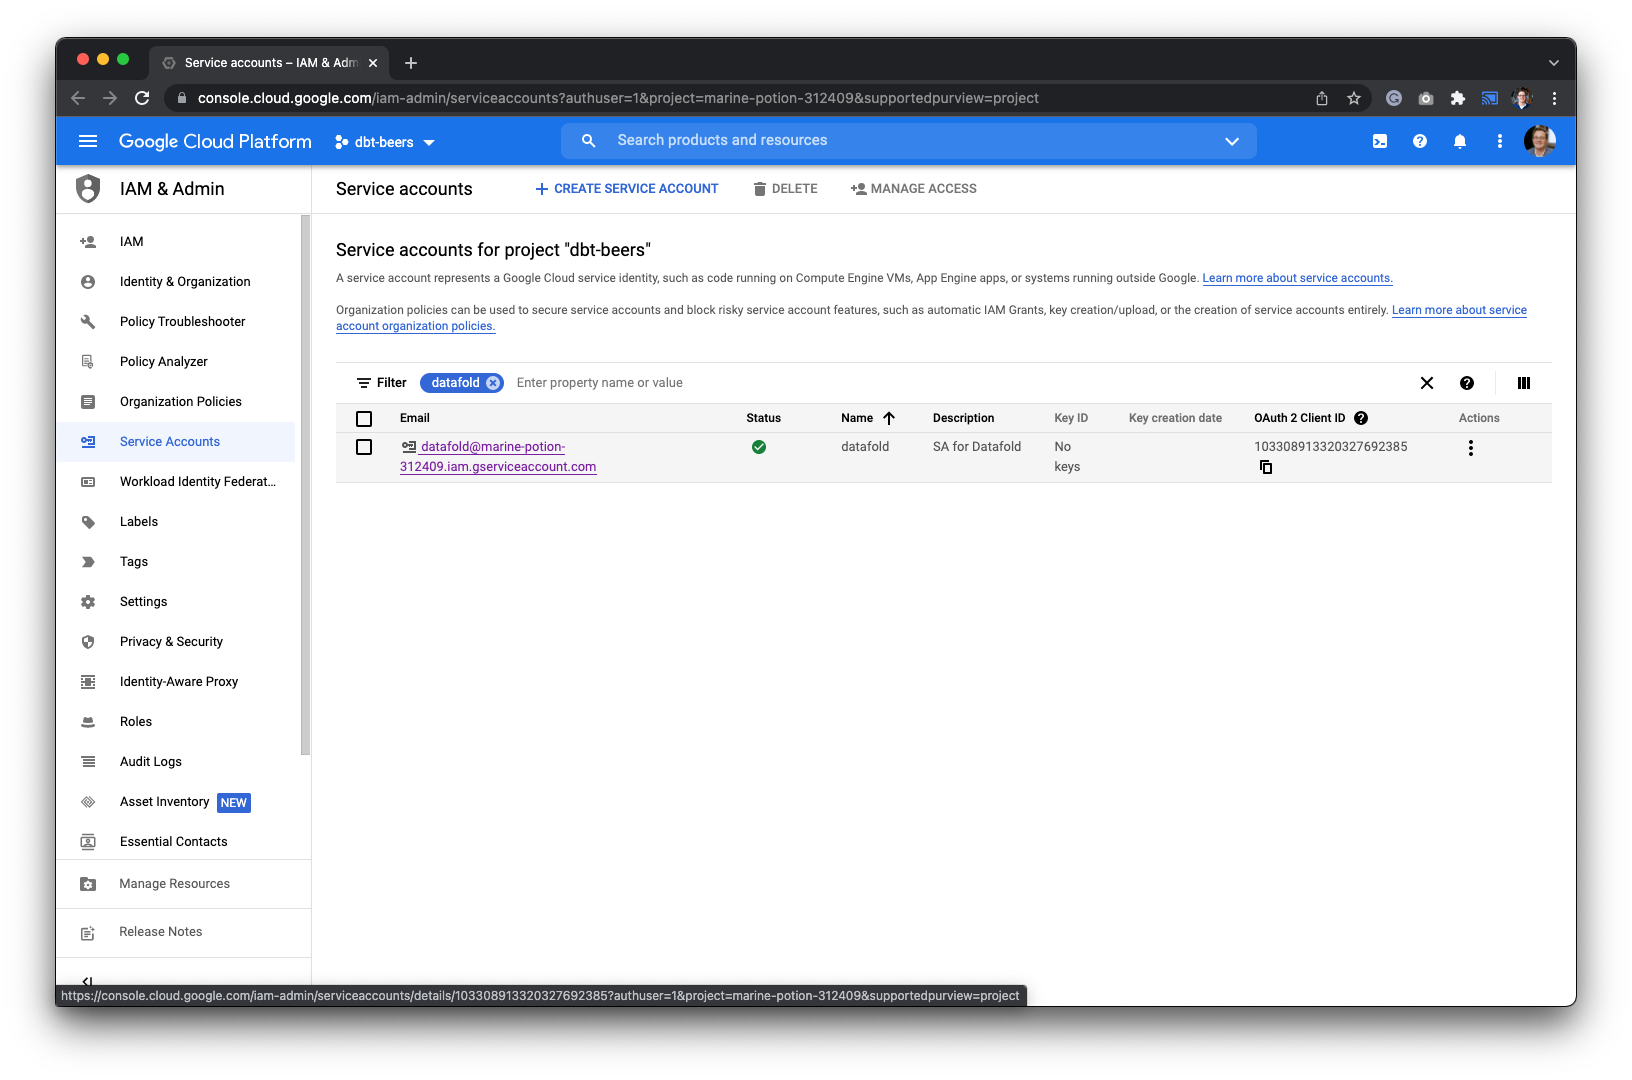 Service accounts – IAM & Adm
console.cloud.google.com/iam-admin/serviceaccounts?authuser=1&project=marine-potion-312409&supportedpurview=project
Google Cloud Platform
dbt-beers
Search products and resources
IAM & Admin
Service accounts
CREATE SERVICE ACCOUNT
DELETE
MANAGE ACCESS
IAM
Identity & Organization
Policy Troubleshooter
Policy Analyzer
Organization Policies
Service Accounts
Workload Identity Federat...
Labels
Tags
Settings
Privacy & Security
Identity-Aware Proxy
Roles
Audit Logs
Asset Inventory NEW
Essential Contacts
Manage Resources
Release Notes
Service accounts for project "dbt-beers"
A service account represents a Google Cloud service identity, such as code running on Compute Engine VMs, App Engine apps, or systems running outside Google. Learn more about service accounts.
Organization policies can be used to secure service accounts and block risky service account features, such as automatic IAM Grants, key creation/upload, or the creation of service accounts entirely. Learn more about service
account organization policies.
Filter datafold Enter property name or value
Email Status Name Description Key ID Key creation date OAuth 2 Client ID Actions
datafold@marine-potion- datafold SA for Datafold No 103308913320327692385
312409.iam.gserviceaccount.com keys
https://console.cloud.google.com/iam-admin/serviceaccounts/details/103308913320327692385?authuser=1&project=marine-potion-312409&supportedpurview=project